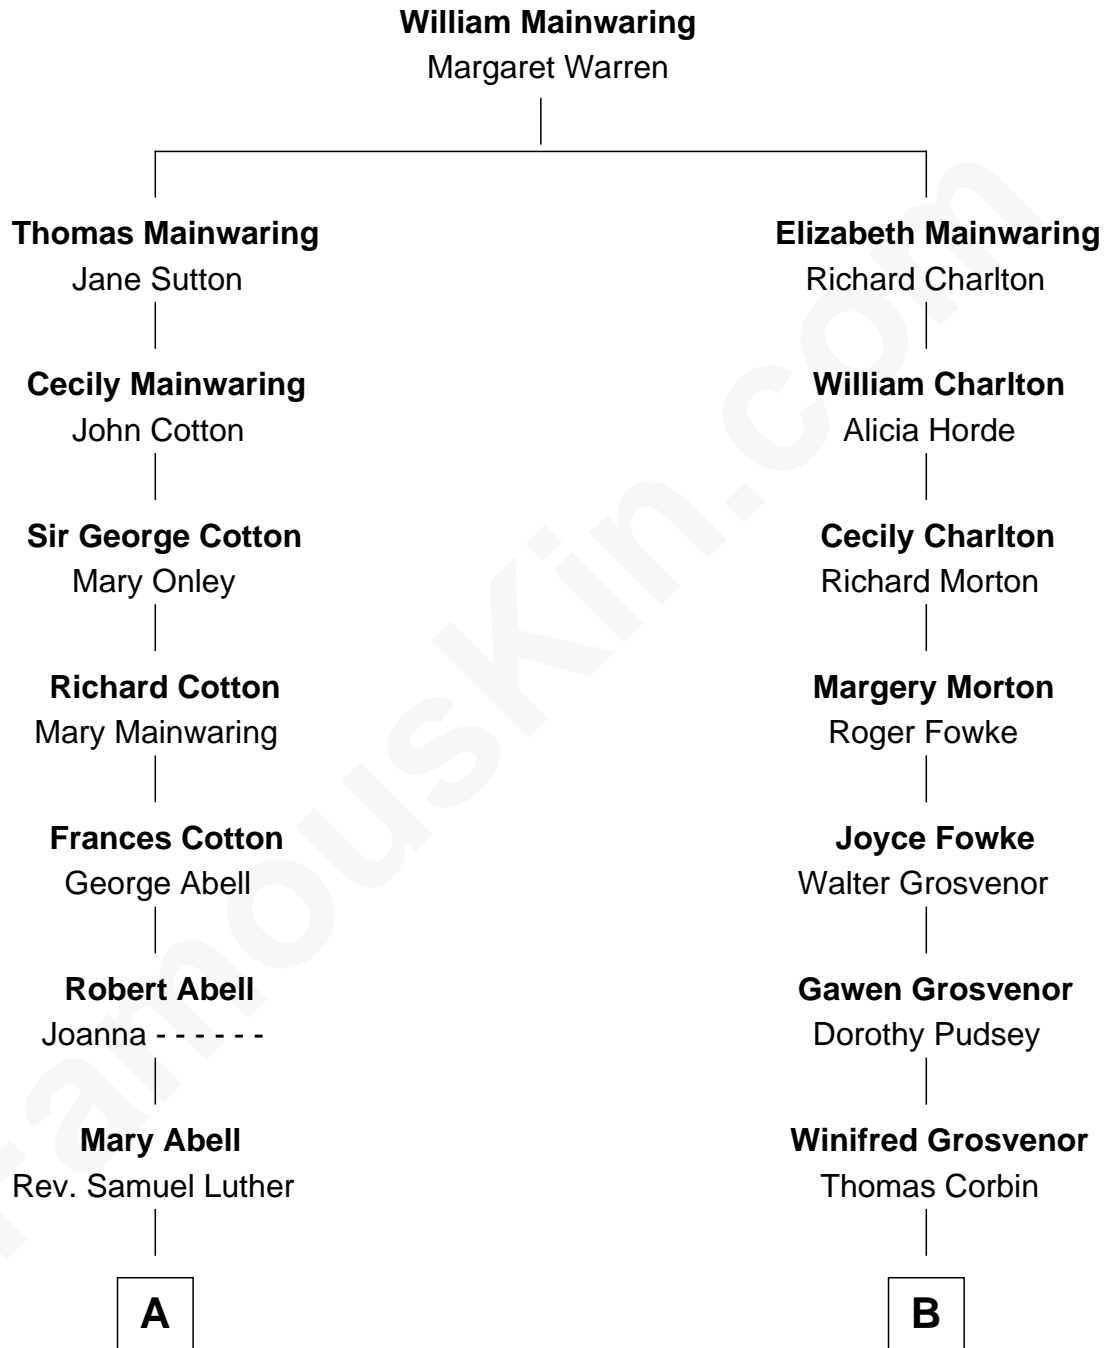 William Mainwaring
Margaret Warren
Thomas Mainwaring
Jane Sutton
Elizabeth Mainwaring
Richard Charlton
Cecily Mainwaring
John Cotton
William Charlton
Alicia Horde
Sir George Cotton
Mary Onley
Cecily Charlton
Richard Morton
Richard Cotton
Mary Mainwaring
Margery Morton
Roger Fowke
Frances Cotton
George Abell
Joyce Fowke
Walter Grosvenor
Robert Abell
Joanna - - - - - -
Gawen Grosvenor
Dorothy Pudsey
Mary Abell
Rev. Samuel Luther
Winifred Grosvenor
Thomas Corbin
A
B
FamousKin.com